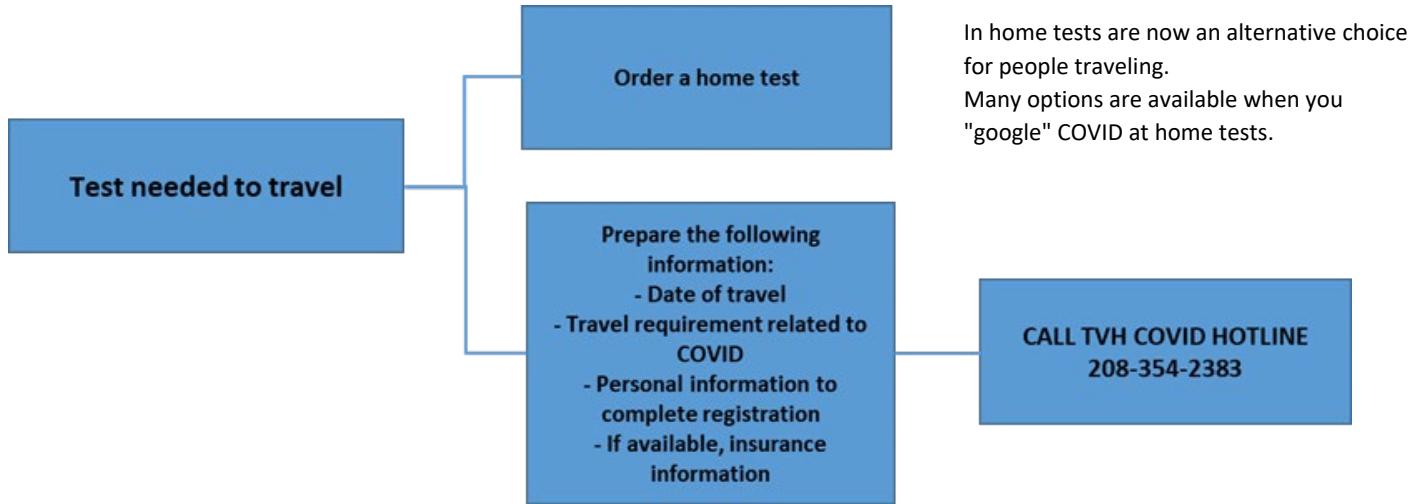 Order a home test
In home tests are now an alternative choice
for people traveling.
Many options are available when you
"google" COVID at home tests.
Test needed to travel
Prepare the following
information:
- Date of travel
- Travel requirement related to
COVID
- Personal information to
complete registration
- If available, insurance
information
CALL TVH COVID HOTLINE
208-354-2383